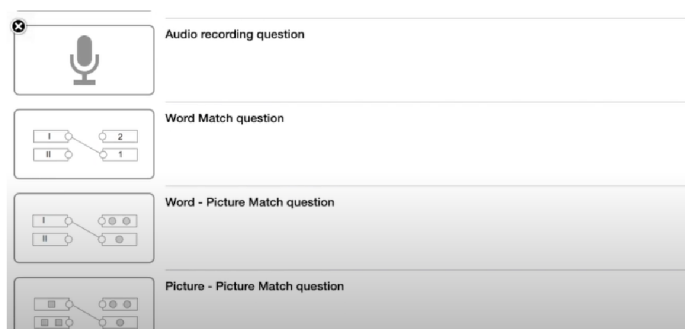 Audio recording question
Word Match question
I 2
II 1
Word - Picture Match question
I
II
Picture - Picture Match question